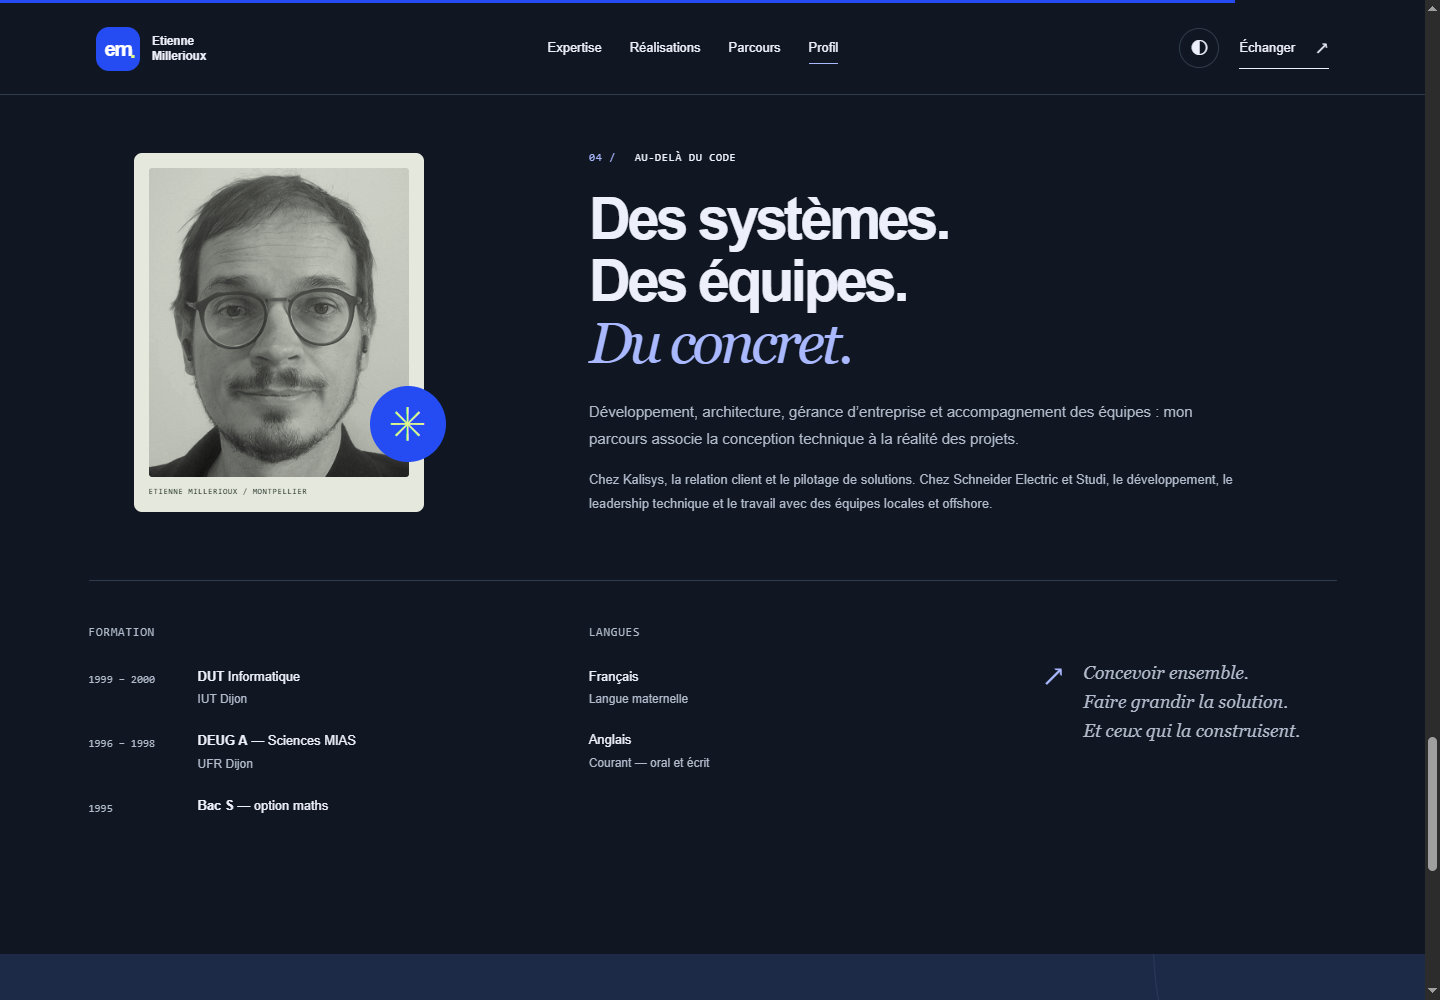 em.
Etienne
Millerioux
Expertise
Réalisations
Parcours
Profil
Échanger ↗
ETIENNE MILLERIOUX / MONTPELLIER
04 / AU-DELÀ DU CODE
Des systèmes.
Des équipes.
Du concret.
Développement, architecture, gérance d’entreprise et accompagnement des équipes : mon
parcours associe la conception technique à la réalité des projets.
Chez Kalisys, la relation client et le pilotage de solutions. Chez Schneider Electric et Studi, le développement, le
leadership technique et le travail avec des équipes locales et offshore.
FORMATION
1999 – 2000 DUT Informatique
IUT Dijon
1996 – 1998 DEUG A — Sciences MIAS
UFR Dijon
1995 Bac S — option maths
LANGUES
Français
Langue maternelle
Anglais
Courant — oral et écrit
↗ Concevoir ensemble.
Faire grandir la solution.
Et ceux qui la construisent.